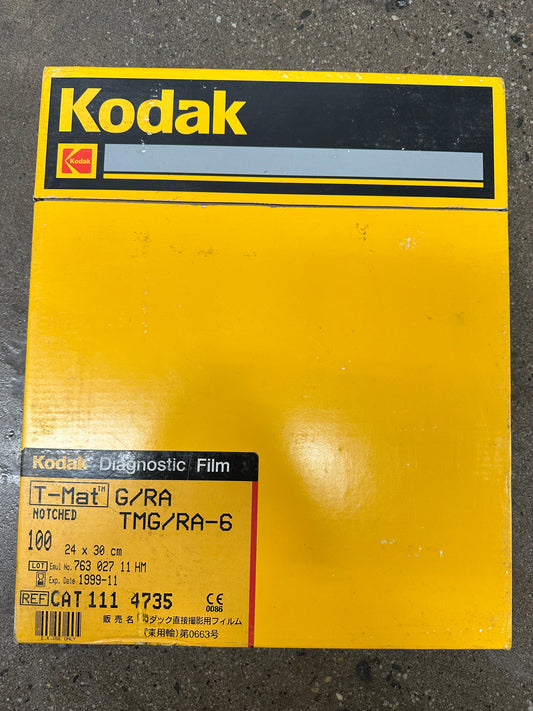 Kodak
Kodak
Kodak Diagnostic Film
T-Mat™ G/RA
NOTCHED TMG/RA-6
100 24 x 30 cm
LOT Emul No. 763 027 11 HM
Exp. Date 1999-11
REF CAT 111 4735 CE
0086
販売名 コダック直接撮影用フィルム
(東用輸)第0663号